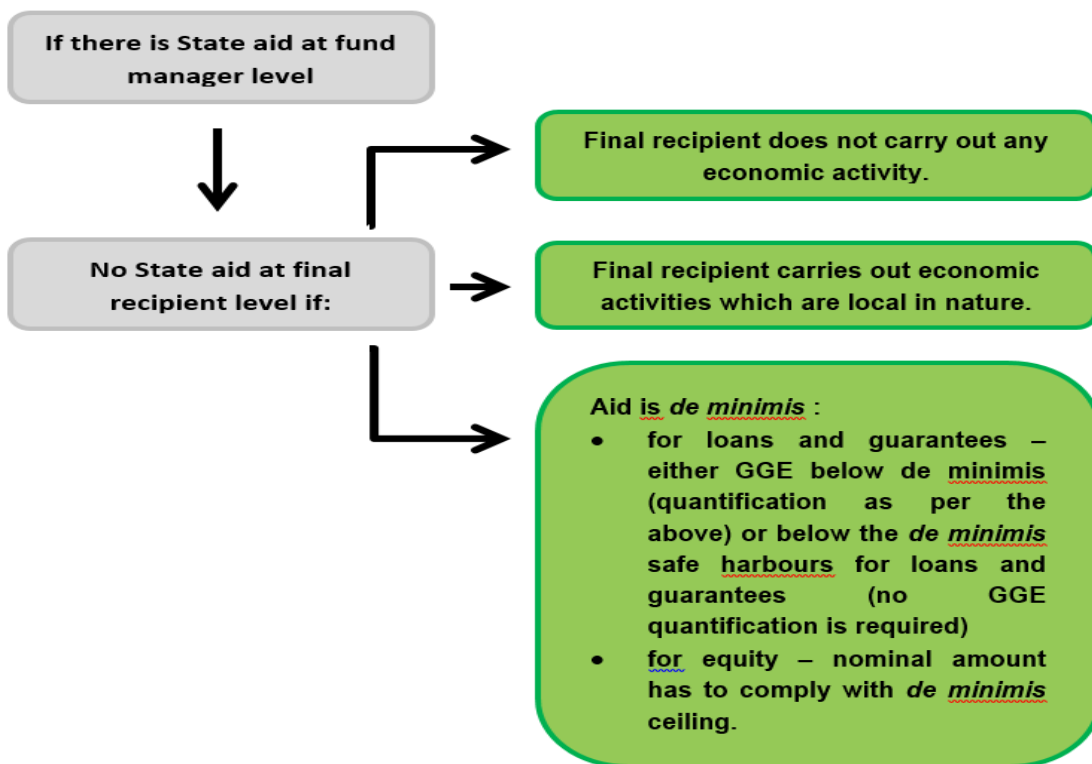 If there is State aid at fund
manager level
Final recipient does not carry out any
economic activity.
No State aid at final
recipient level if:
Final recipient carries out economic
activities which are local in nature.
Aid is de minimis :
• for loans and guarantees –
either GGE below de minimis
(quantification as per the
above) or below the de minimis
safe harbours for loans and
guarantees (no GGE
quantification is required)
• for equity – nominal amount
has to comply with de minimis
ceiling.